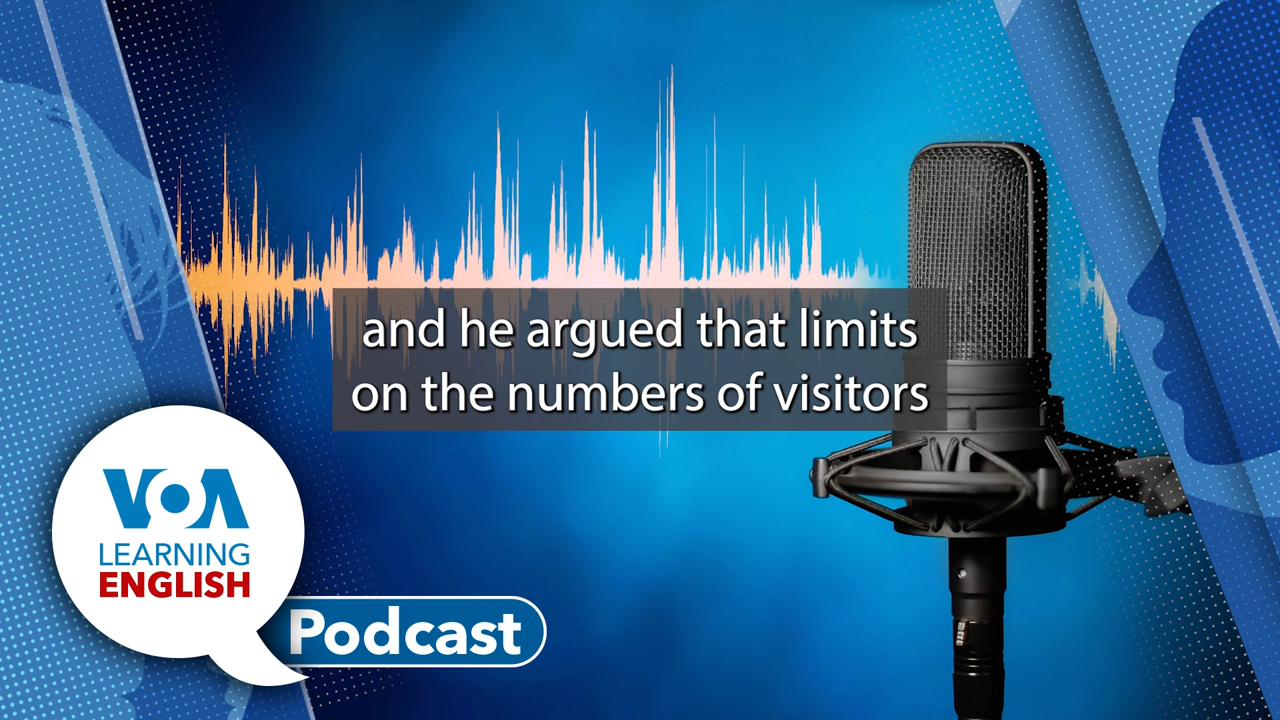 and he argued that limits
on the numbers of visitors
VOA
LEARNING
ENGLISH
Podcast